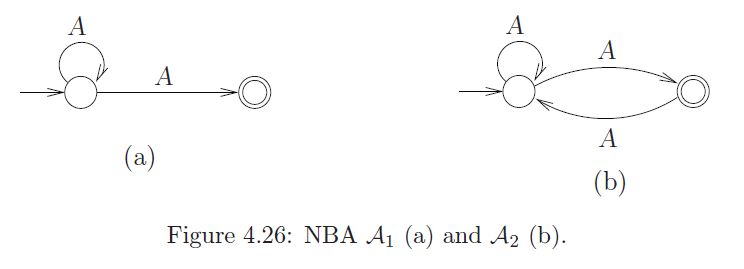 A A
A A
A
(a)
(b)
Figure 4.26: NBA 𝒜₁ (a) and 𝒜₂ (b).